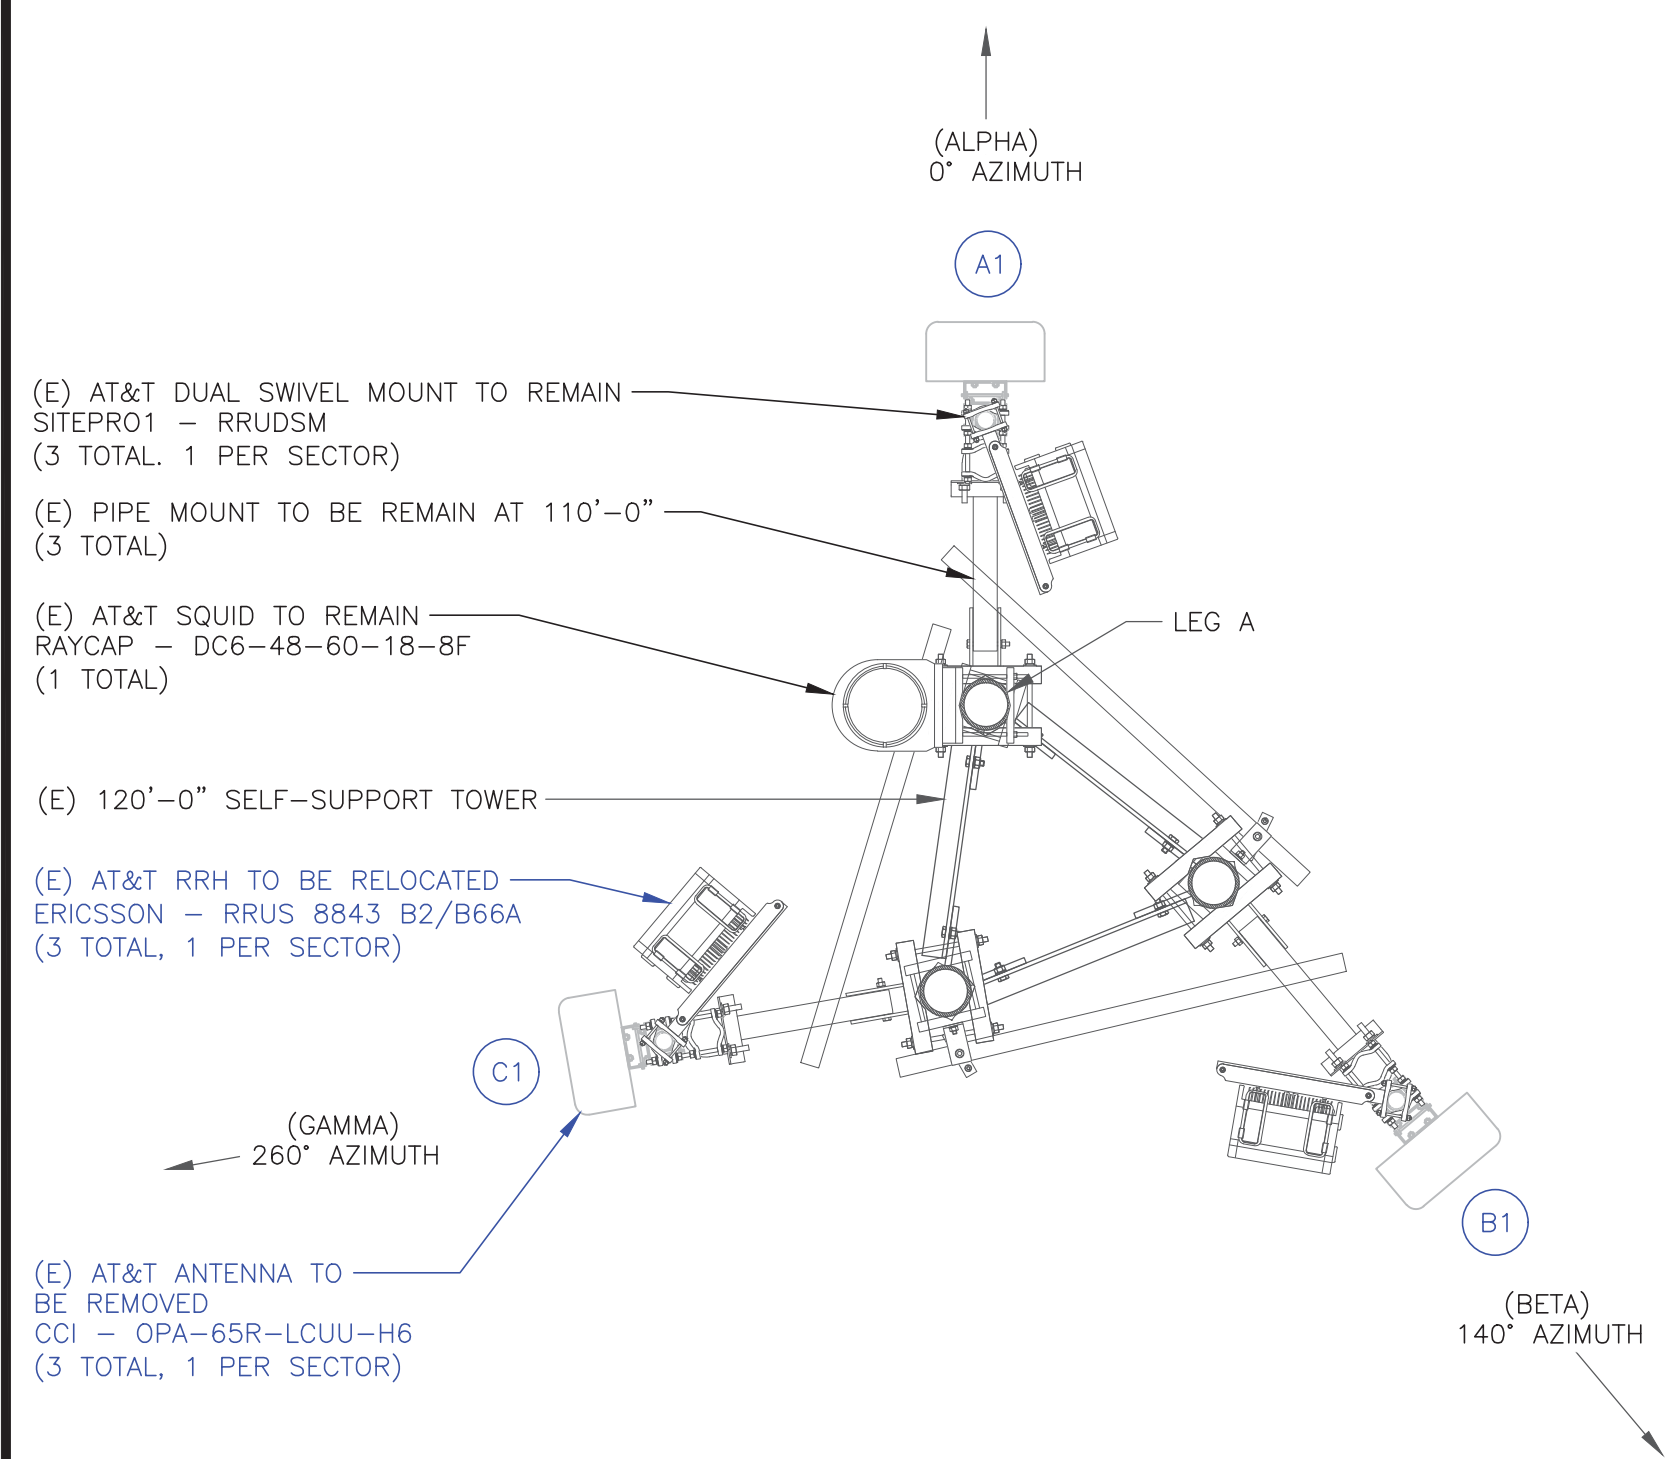 (ALPHA)
0° AZIMUTH
A1
(E) AT&T DUAL SWIVEL MOUNT TO REMAIN
SITEPRO1 – RRUDSM
(3 TOTAL. 1 PER SECTOR)
(E) PIPE MOUNT TO BE REMAIN AT 110'–0"
(3 TOTAL)
(E) AT&T SQUID TO REMAIN
RAYCAP – DC6–48–60–18–8F
(1 TOTAL)
LEG A
(E) 120'–0" SELF–SUPPORT TOWER
(E) AT&T RRH TO BE RELOCATED
ERICSSON – RRUS 8843 B2/B66A
(3 TOTAL, 1 PER SECTOR)
C1
(GAMMA)
260° AZIMUTH
B1
(BETA)
140° AZIMUTH
(E) AT&T ANTENNA TO
BE REMOVED
CCI – OPA–65R–LCUU–H6
(3 TOTAL, 1 PER SECTOR)